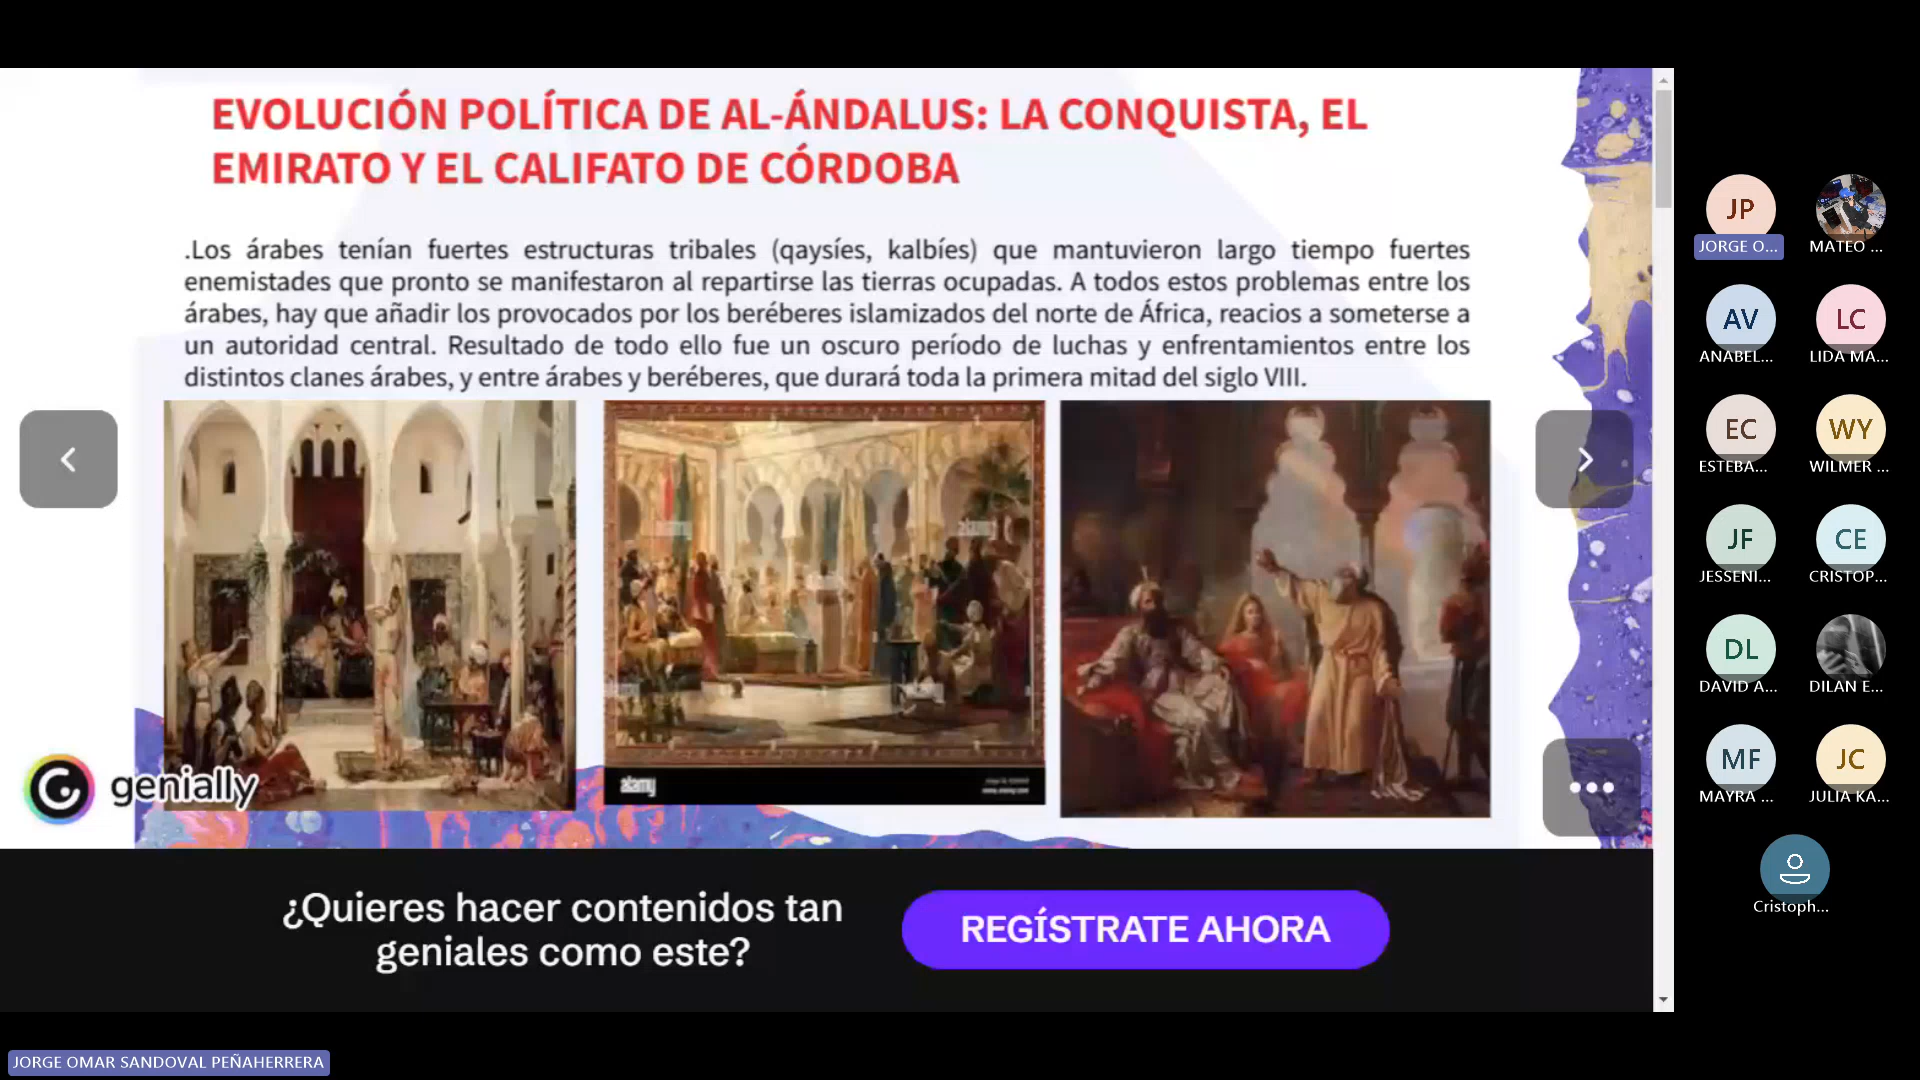 EVOLUCIÓN POLÍTICA DE AL-ÁNDALUS: LA CONQUISTA, EL
EMIRATO Y EL CALIFATO DE CÓRDOBA
.Los árabes tenían fuertes estructuras tribales (qaysíes, kalbíes) que mantuvieron largo tiempo fuertes
enemistades que pronto se manifestaron al repartirse las tierras ocupadas. A todos estos problemas entre los
árabes, hay que añadir los provocados por los beréberes islamizados del norte de África, reacios a someterse a
un autoridad central. Resultado de todo ello fue un oscuro período de luchas y enfrentamientos entre los
distintos clanes árabes, y entre árabes y beréberes, que durará toda la primera mitad del siglo VIII.
alamy
alamy
alamy
genially
¿Quieres hacer contenidos tan
geniales como este?
REGÍSTRATE AHORA
JP
JORGE O...
MATEO ...
AV
ANABEL...
LC
LIDA MA...
EC
ESTEBA...
WY
WILMER ...
JF
JESSENI...
CE
CRISTOP...
DL
DAVID A...
DILAN E...
MF
MAYRA ...
JC
JULIA KA...
Cristoph...
JORGE OMAR SANDOVAL PEÑAHERRERA